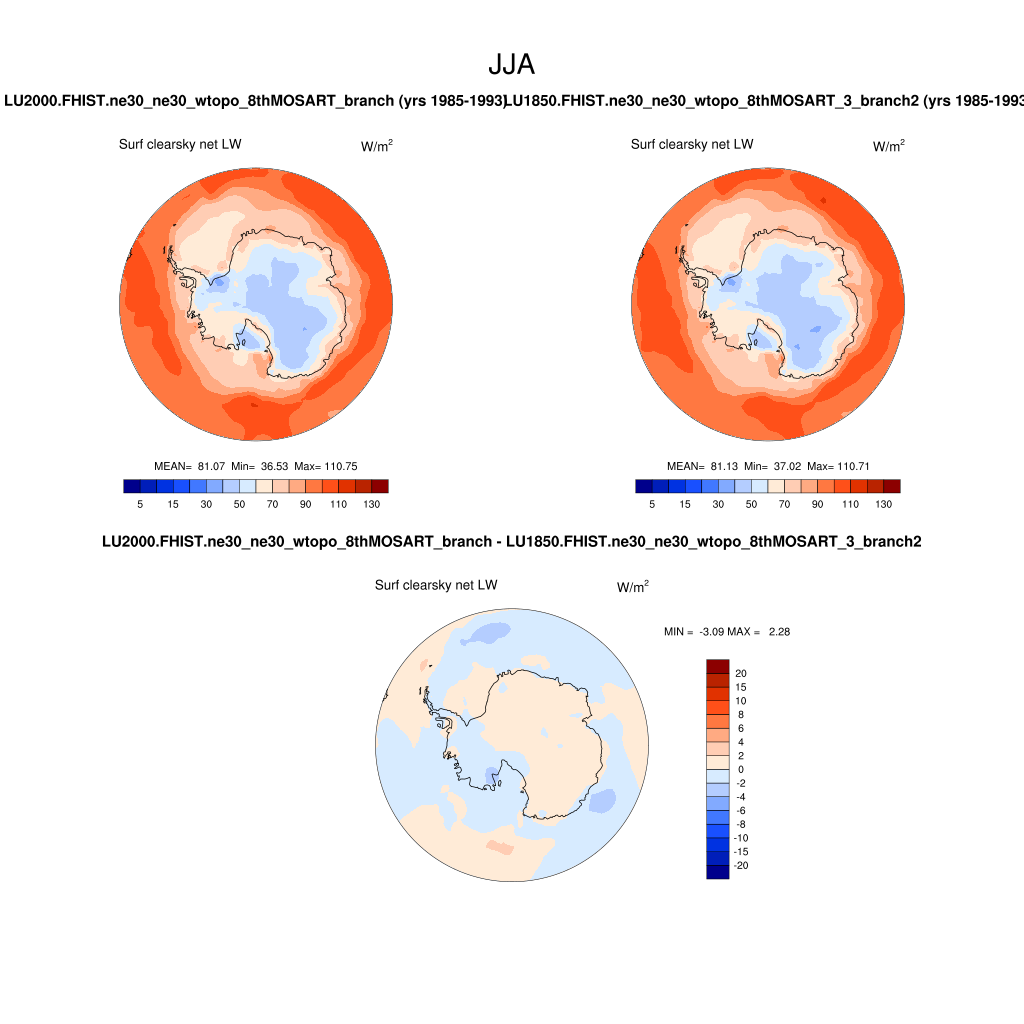 JJA
LU2000.FHIST.ne30_ne30_wtopo_8thMOSART_branch (yrs 1985-1993)
LU1850.FHIST.ne30_ne30_wtopo_8thMOSART_3_branch2 (yrs 1985-1993
Surf clearsky net LW W/m2
Surf clearsky net LW W/m2
MEAN= 81.07 Min= 36.53 Max= 110.75
MEAN= 81.13 Min= 37.02 Max= 110.71
5 15 30 50 70 90 110 130
5 15 30 50 70 90 110 130
LU2000.FHIST.ne30_ne30_wtopo_8thMOSART_branch - LU1850.FHIST.ne30_ne30_wtopo_8thMOSART_3_branch2
Surf clearsky net LW W/m2
MIN = -3.09 MAX = 2.28
20
15
10
8
6
4
2
0
-2
-4
-6
-8
-10
-15
-20